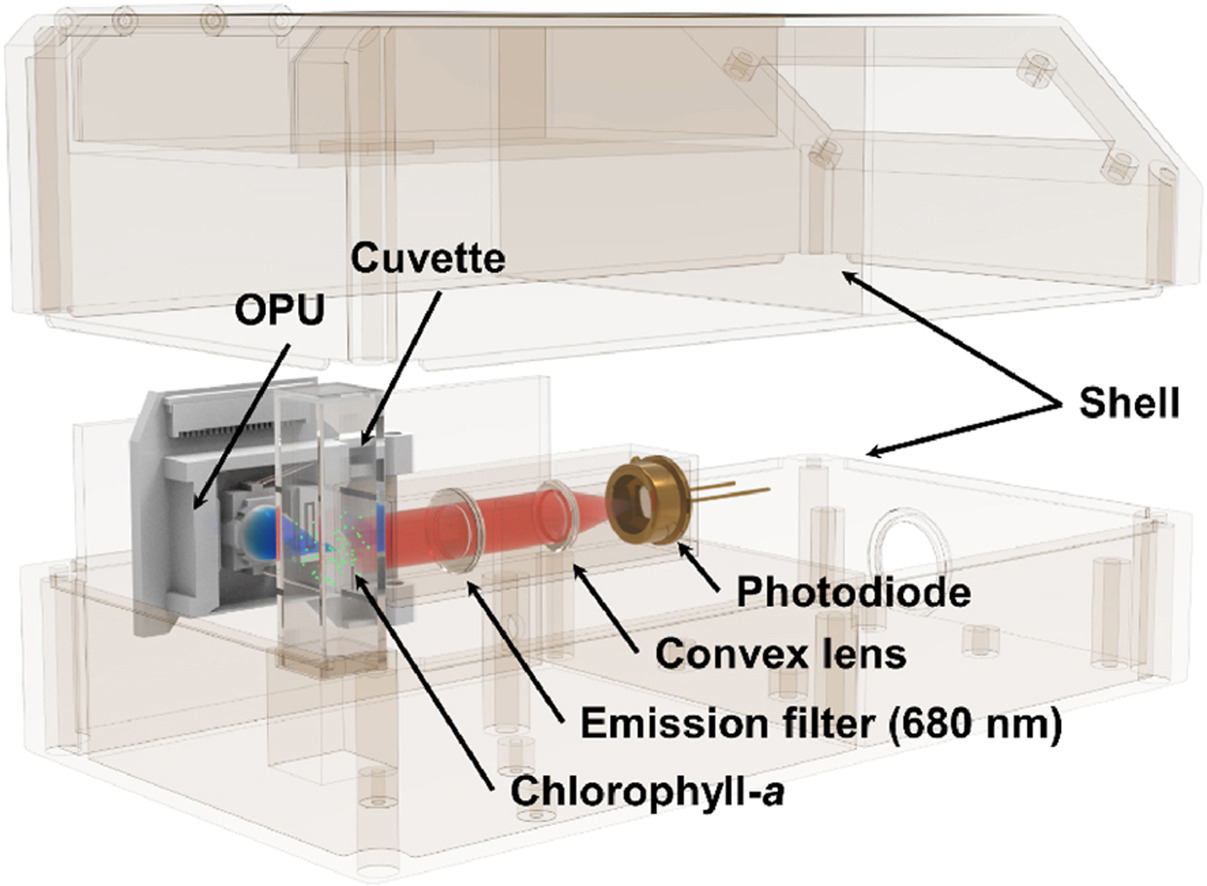 Cuvette
OPU
Shell
Photodiode
Convex lens
Emission filter (680 nm)
Chlorophyll-a